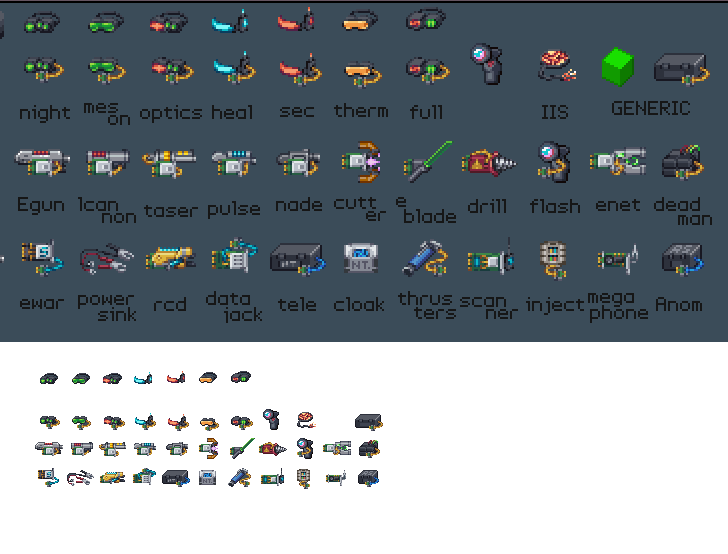 night mes on optics heal sec therm full IIS GENERIC
Egun lcan non taser pulse nade cutt er e blade drill flash enet dead man
N.T.
ewar power sink rcd data jack tele cloak thrus ters scan ner inject mega phone Anom